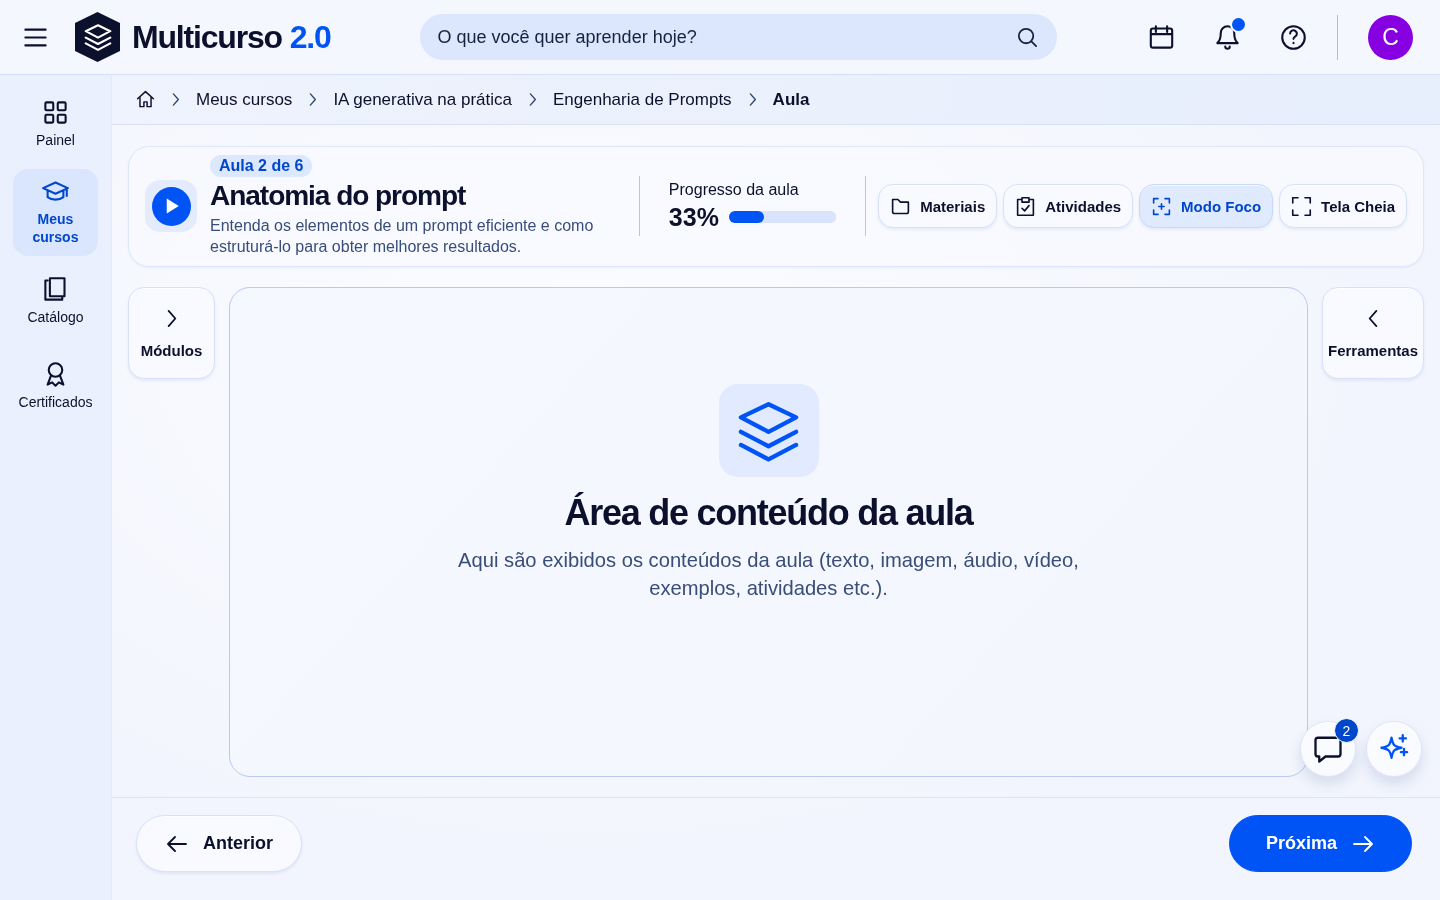 Multicurso 2.0
O que você quer aprender hoje?
C
Meus cursos
IA generativa na prática
Engenharia de Prompts
Aula
Painel
Meus
cursos
Catálogo
Certificados
Aula 2 de 6
Anatomia do prompt
Entenda os elementos de um prompt eficiente e como
estruturá-lo para obter melhores resultados.
Progresso da aula
33%
Materiais
Atividades
Modo Foco
Tela Cheia
Módulos
Ferramentas
Área de conteúdo da aula
Aqui são exibidos os conteúdos da aula (texto, imagem, áudio, vídeo,
exemplos, atividades etc.).
2
Anterior
Próxima